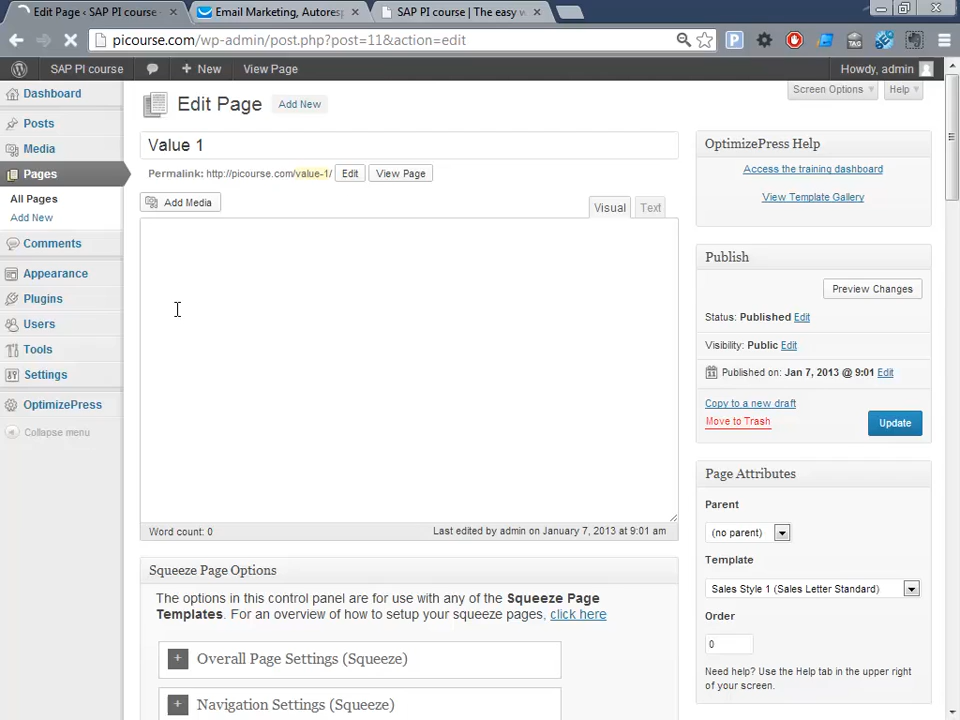 Edit Page ‹ SAP PI course
Email Marketing, Autoresp
SAP PI course | The easy w
picourse.com/wp-admin/post.php?post=11&action=edit
SAP PI course
New
View Page
Howdy, admin
Dashboard
Posts
Media
Pages
All Pages
Add New
Comments
Appearance
Plugins
Users
Tools
Settings
OptimizePress
Collapse menu
Screen Options
Help
Edit Page
Add New
Value 1
Permalink: http://picourse.com/value-1/ Edit View Page
Add Media
Visual
Text
Word count: 0
Last edited by admin on January 7, 2013 at 9:01 am
Squeeze Page Options
The options in this control panel are for use with any of the Squeeze Page
Templates. For an overview of how to setup your squeeze pages, click here
+ Overall Page Settings (Squeeze)
+ Navigation Settings (Squeeze)
OptimizePress Help
Access the training dashboard
View Template Gallery
Publish
Preview Changes
Status: Published Edit
Visibility: Public Edit
Published on: Jan 7, 2013 @ 9:01 Edit
Copy to a new draft
Move to Trash
Update
Page Attributes
Parent
(no parent)
Template
Sales Style 1 (Sales Letter Standard)
Order
0
Need help? Use the Help tab in the upper right
of your screen.